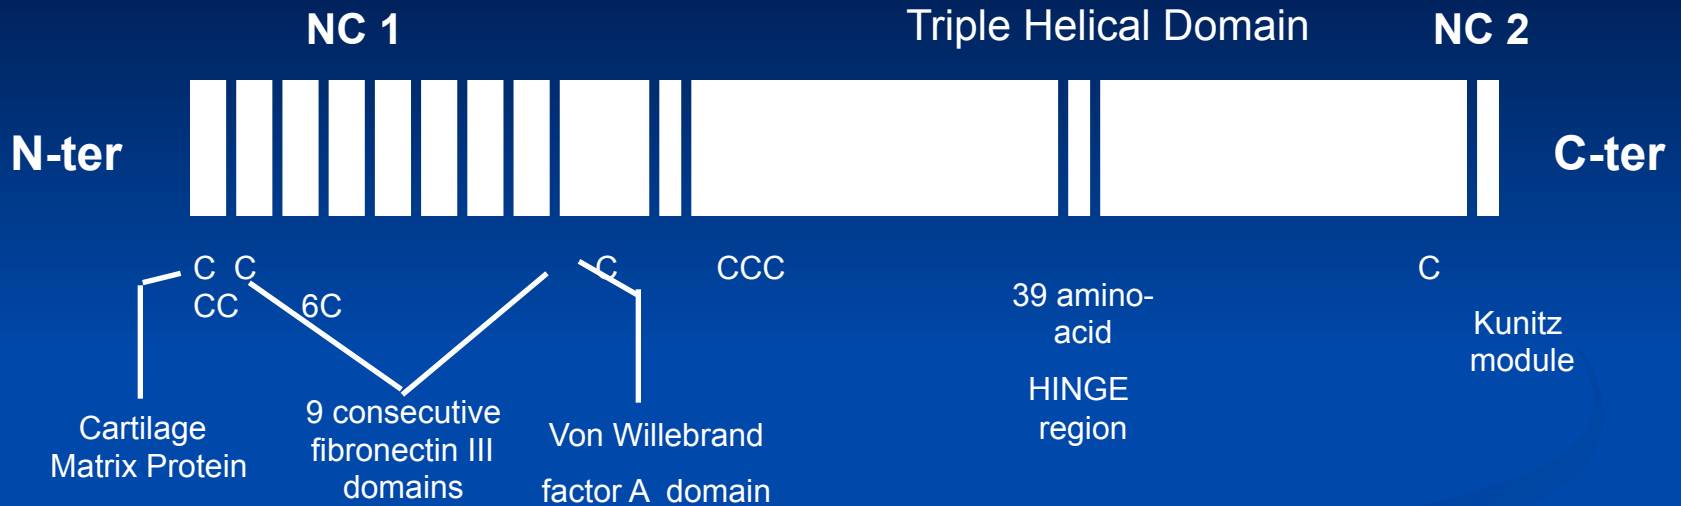 NC 1
Triple Helical Domain
NC 2
N-ter
C-ter
C C
CC
6C
C
CCC
C
Cartilage
Matrix Protein
9 consecutive
fibronectin III
domains
Von Willebrand
factor A domain
39 amino-
acid
HINGE
region
Kunitz
module